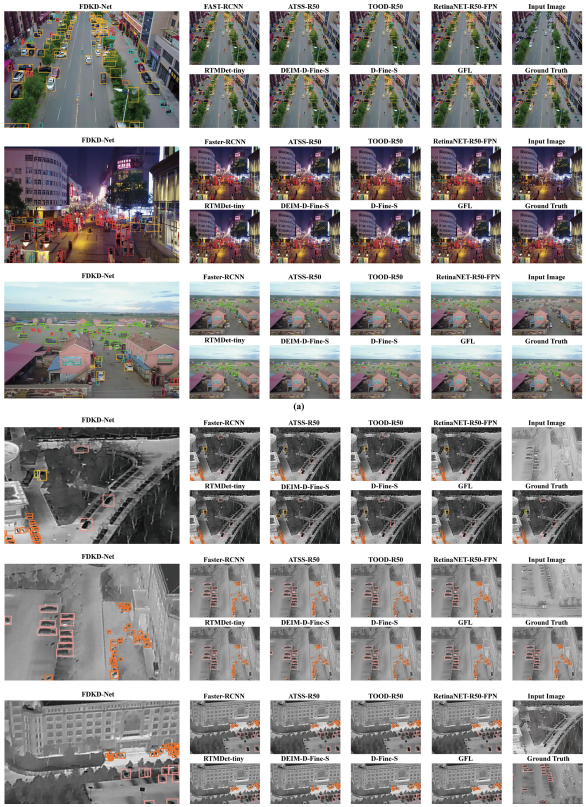 FDKD-Net FAST-RCNN ATSS-R50 TOOD-R50 RetinaNET-R50-FPN Input Image
RTMDet-tiny DEIM-D-Fine-S D-Fine-S GFL Ground Truth
FDKD-Net Faster-RCNN ATSS-R50 TOOD-R50 RetinaNET-R50-FPN Input Image
RTMDet-tiny DEIM-D-Fine-S D-Fine-S GFL Ground Truth
FDKD-Net Faster-RCNN ATSS-R50 TOOD-R50 RetinaNET-R50-FPN Input Image
RTMDet-tiny DEIM-D-Fine-S D-Fine-S GFL Ground Truth
(a)
FDKD-Net Faster-RCNN ATSS-R50 TOOD-R50 RetinaNET-R50-FPN Input Image
RTMDet-tiny DEIM-D-Fine-S D-Fine-S GFL Ground Truth
FDKD-Net Faster-RCNN ATSS-R50 TOOD-R50 RetinaNET-R50-FPN Input Image
RTMDet-tiny DEIM-D-Fine-S D-Fine-S GFL Ground Truth
FDKD-Net Faster-RCNN ATSS-R50 TOOD-R50 RetinaNET-R50-FPN Input Image
RTMDet-tiny DEIM-D-Fine-S D-Fine-S GFL Ground Truth